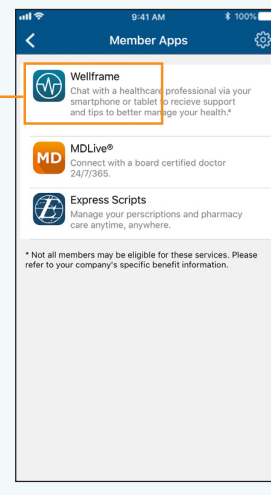 9:41 AM
100%
Member Apps
Wellframe
Chat with a healthcare professional via your
smartphone or tablet to recieve support
and tips to better manage your health.*
MD
MDLive®
Connect with a board certified doctor
24/7/365.
Express Scripts
Manage your perscriptions and pharmacy
care anytime, anywhere.
* Not all members may be eligible for these services. Please
refer to your company's specific benefit information.